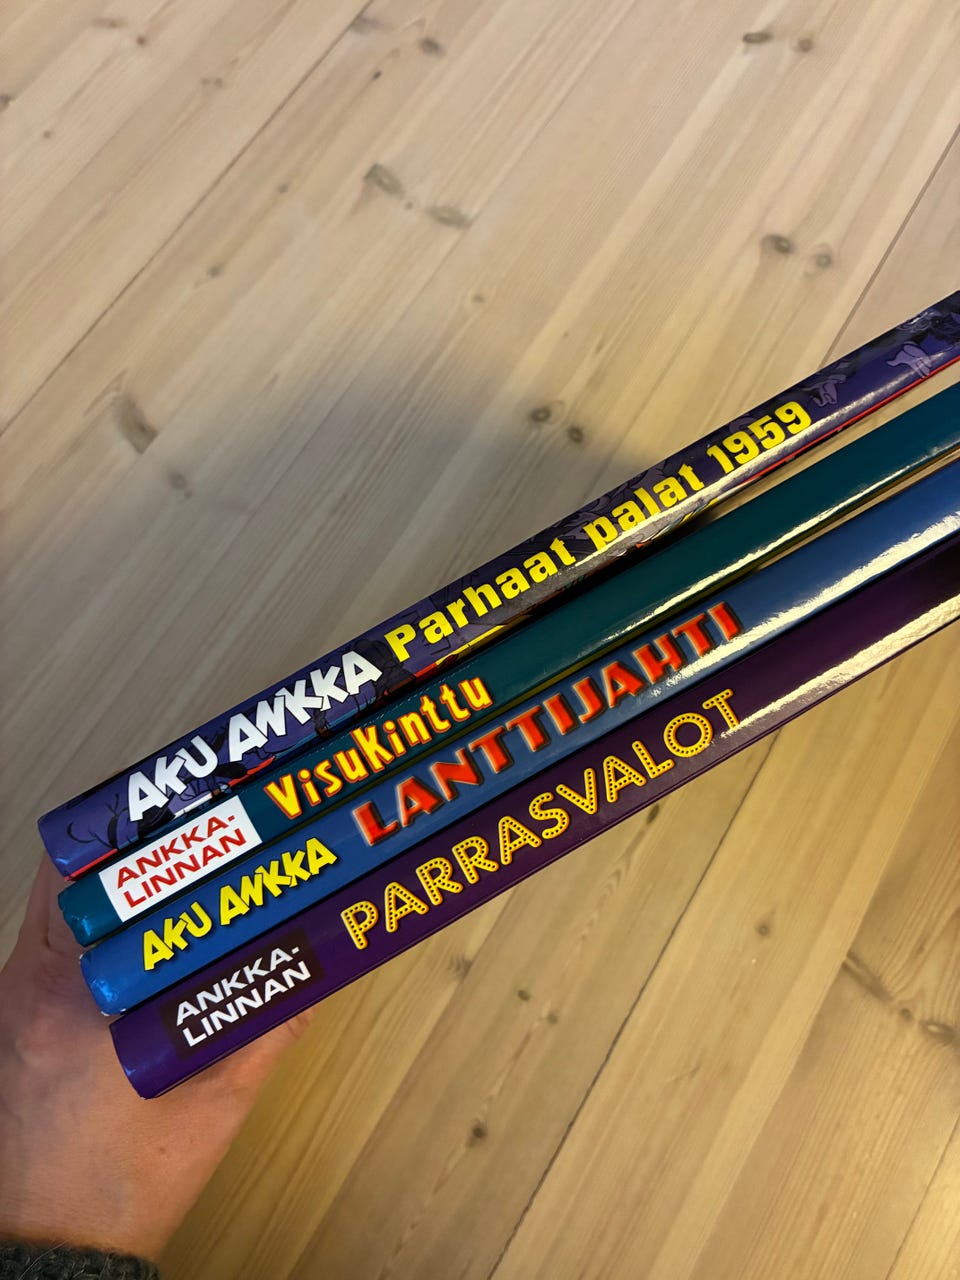 AKU ANKKA Parhaat palat 1959
ANKKA-
LINNAN
VisuKinttu
AKU ANKKA LANTTIJAHTI
ANKKA-
LINNAN
PARRASVALOT